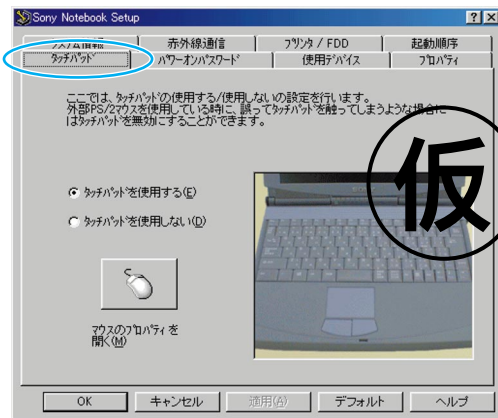 Sony Notebook Setup
システム情報
赤外線通信
プリンタ / FDD
起動順序
タッチパッド
パワーオンパスワード
使用デバイス
プロパティ
ここでは、タッチパッドの使用する/使用しないの設定を行います。
外部PS/2マウスを使用している時に、誤ってタッチパッドを触ってしまうような場合に
はタッチパッドを無効にすることができます。
仮
タッチパッドを使用する(E)
タッチパッドを使用しない(D)
マウスのプロパティを
開く(M)
OK
キャンセル
適用(A)
デフォルト
ヘルプ